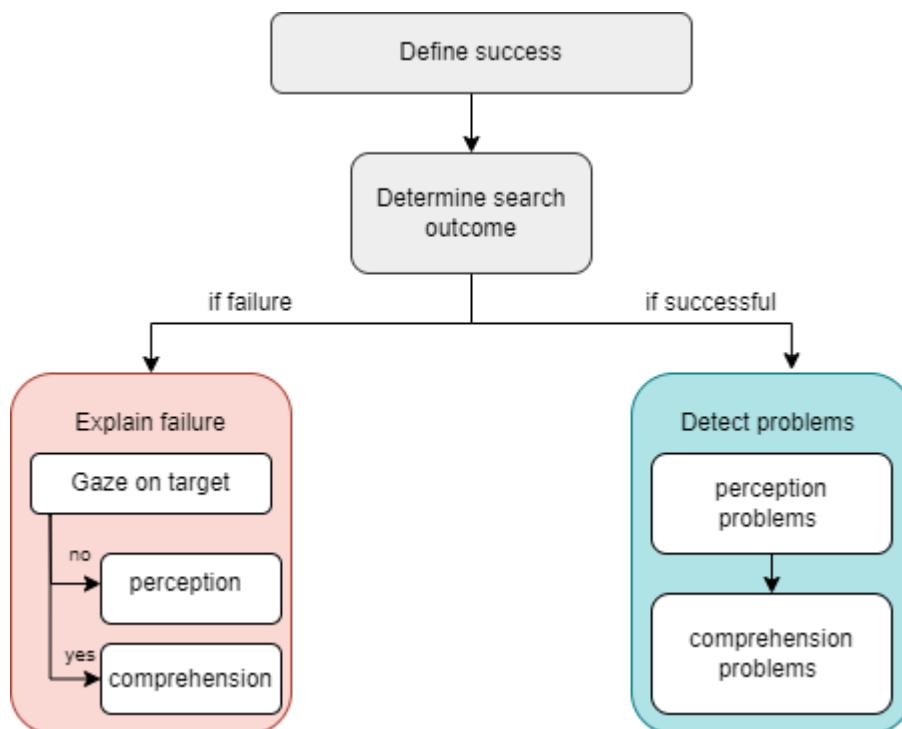 Define success
Determine search
outcome
if failure
if successful
Explain failure
Gaze on target
no
perception
yes
comprehension
Detect problems
perception
problems
comprehension
problems